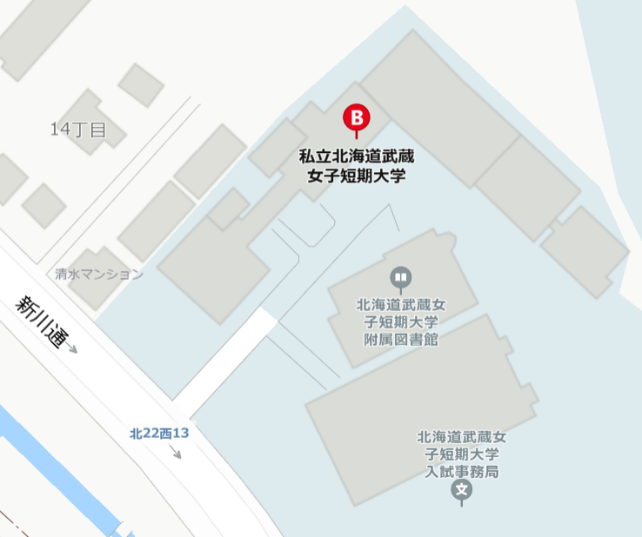 B
私立北海道武蔵
女子短期大学
14丁目
清水マンション
新川通
北海道武蔵女
子短期大学
附属図書館
北22西13
北海道武蔵女
子短期大学
入試事務局
文